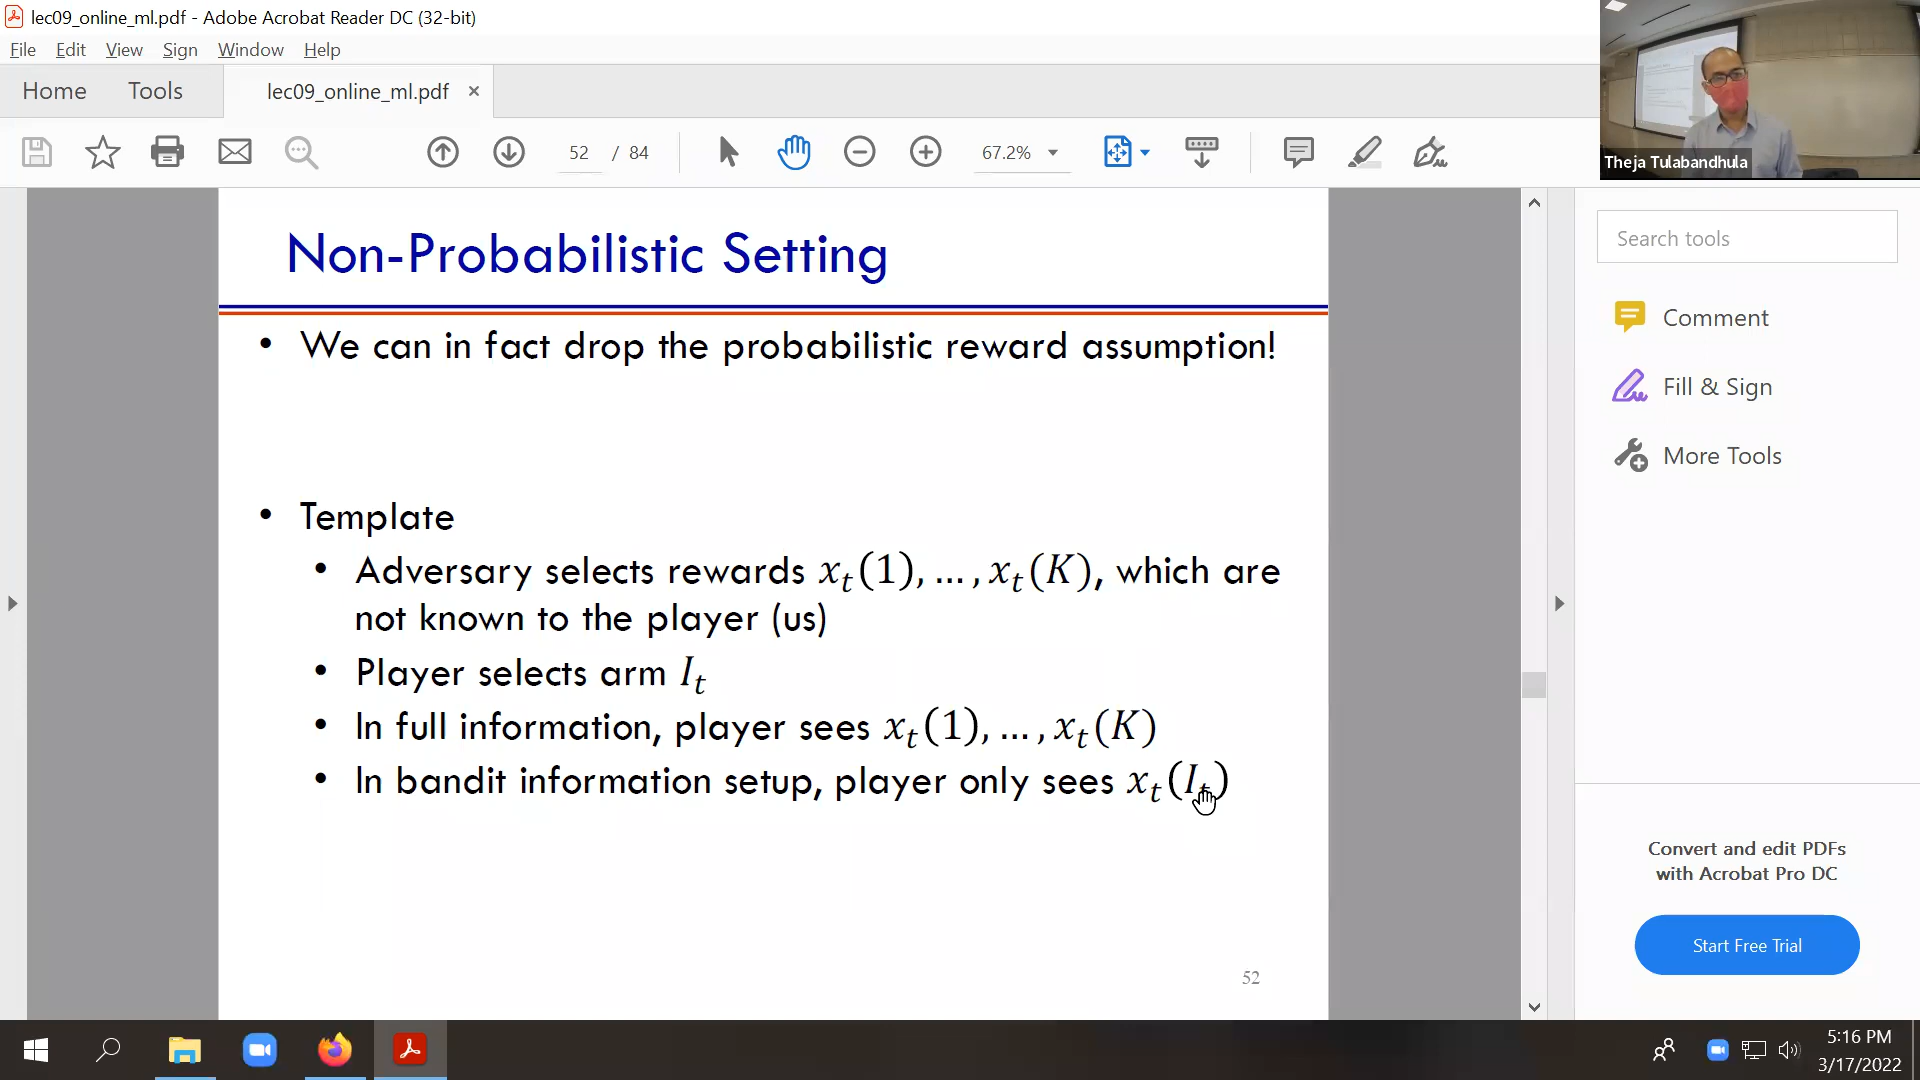 lec09_online_ml.pdf - Adobe Acrobat Reader DC (32-bit)
File Edit View Sign Window Help
Home Tools lec09_online_ml.pdf ×
52 / 84 67.2%
Theja Tulabandhula
Non-Probabilistic Setting
• We can in fact drop the probabilistic reward assumption!
• Template
• Adversary selects rewards x_t(1), … , x_t(K), which are
not known to the player (us)
• Player selects arm I_t
• In full information, player sees x_t(1), … , x_t(K)
• In bandit information setup, player only sees x_t(I_t)
52
Search tools
Comment
Fill & Sign
More Tools
Convert and edit PDFs
with Acrobat Pro DC
Start Free Trial
5:16 PM
3/17/2022